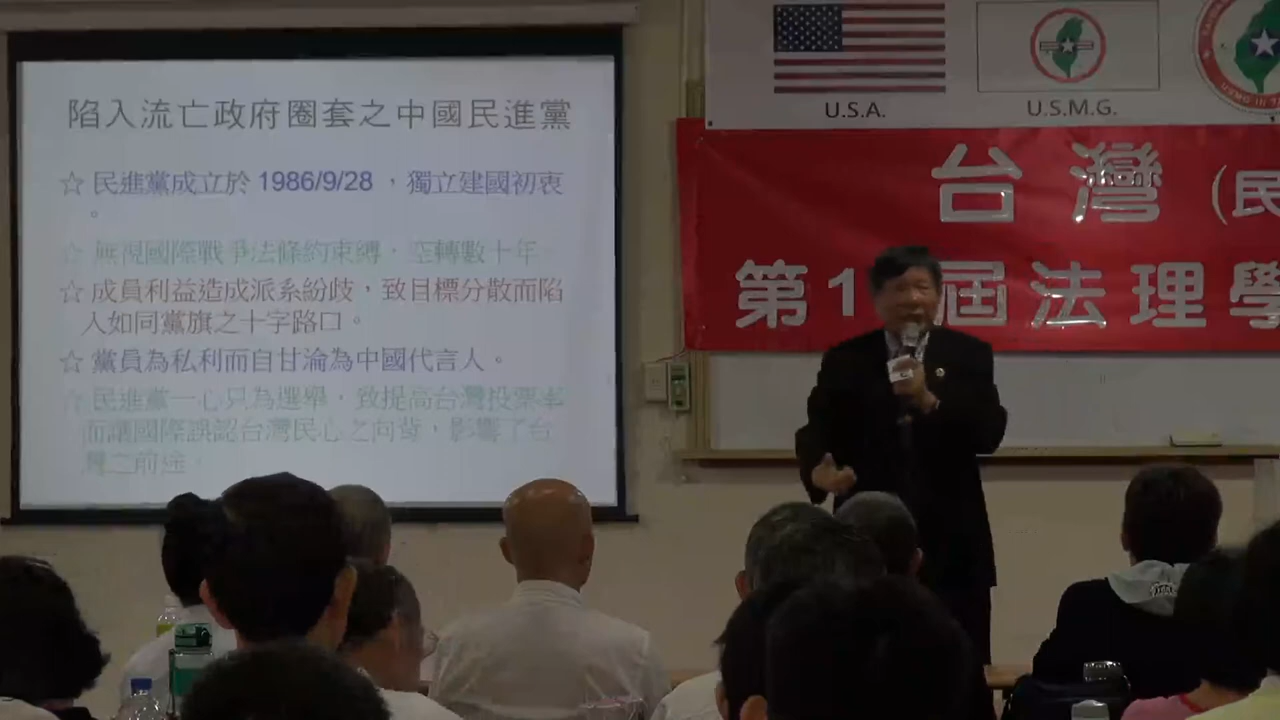 陷入流亡政府圈套之中國民進黨
☆ 民進黨成立於 1986/9/28 ，獨立建國初衷
。
☆ 無視國際戰爭法條約束縛，空轉數十年
☆ 成員利益造成派系紛歧，致目標分散而陷
入如同黨旗之十字路口。
☆ 黨員為私利而自甘淪為中國代言人。
☆ 民進黨一心只為選舉，致提高台灣投票率
而讓國際誤認台灣民心之向背，影響了台
灣之前途。
U.S.A.
U.S.M.G.
台灣(民
第1 屆法理學